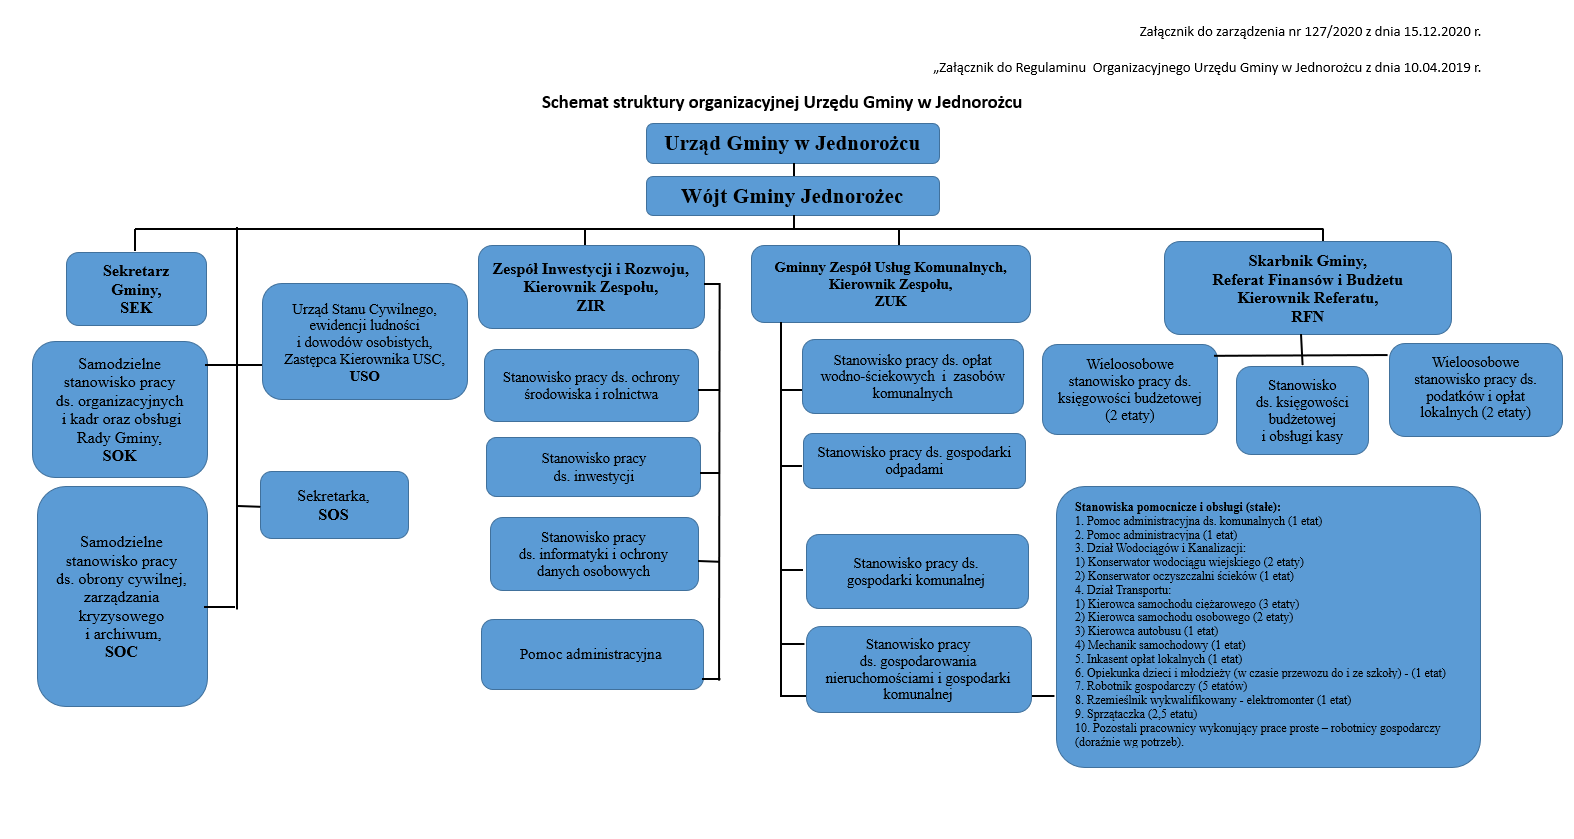 Załącznik do zarządzenia nr 127/2020 z dnia 15.12.2020 r.
„Załącznik do Regulaminu Organizacyjnego Urzędu Gminy w Jednorożcu z dnia 10.04.2019 r.
Schemat struktury organizacyjnej Urzędu Gminy w Jednorożcu
Urząd Gminy w Jednorożcu
Wójt Gminy Jednorożec
Sekretarz
Gminy,
SEK
Samodzielne
stanowisko pracy
ds. organizacyjnych
i kadr oraz obsługi
Rady Gminy,
SOK
Samodzielne
stanowisko pracy
ds. obrony cywilnej,
zarządzania
kryzysowego
i archiwum,
SOC
Urząd Stanu Cywilnego,
ewidencji ludności
i dowodów osobistych,
Zastępca Kierownika USC,
USO
Sekretarka,
SOS
Zespół Inwestycji i Rozwoju,
Kierownik Zespołu,
ZIR
Stanowisko pracy ds. ochrony
środowiska i rolnictwa
Stanowisko pracy
ds. inwestycji
Stanowisko pracy
ds. informatyki i ochrony
danych osobowych
Pomoc administracyjna
Gminny Zespół Usług Komunalnych,
Kierownik Zespołu,
ZUK
Stanowisko pracy ds. opłat
wodno-ściekowych i zasobów
komunalnych
Stanowisko pracy ds. gospodarki
odpadami
Stanowisko pracy ds.
gospodarki komunalnej
Stanowisko pracy
ds. gospodarowania
nieruchomościami i gospodarki
komunalnej
Skarbnik Gminy,
Referat Finansów i Budżetu
Kierownik Referatu,
RFN
Wieloosobowe
stanowisko pracy ds.
księgowości budżetowej
(2 etaty)
Stanowisko
ds. księgowości
budżetowej
i obsługi kasy
Wieloosobowe
stanowisko pracy ds.
podatków i opłat
lokalnych (2 etaty)
Stanowiska pomocnicze i obsługi (stałe):
1. Pomoc administracyjna ds. komunalnych (1 etat)
2. Pomoc administracyjna (1 etat)
3. Dział Wodociągów i Kanalizacji:
1) Konserwator wodociągu wiejskiego (2 etaty)
2) Konserwator oczyszczalni ścieków (1 etat)
4. Dział Transportu:
1) Kierowca samochodu ciężarowego (3 etaty)
2) Kierowca samochodu osobowego (2 etaty)
3) Kierowca autobusu (1 etat)
4) Mechanik samochodowy (1 etat)
5. Inkasent opłat lokalnych (1 etat)
6. Opiekunka dzieci i młodzieży (w czasie przewozu do i ze szkoły) - (1 etat)
7. Robotnik gospodarczy (5 etatów)
8. Rzemieślnik wykwalifikowany - elektromonter (1 etat)
9. Sprzątaczka (2,5 etatu)
10. Pozostali pracownicy wykonujący prace proste – robotnicy gospodarczy
(doraźnie wg potrzeb).